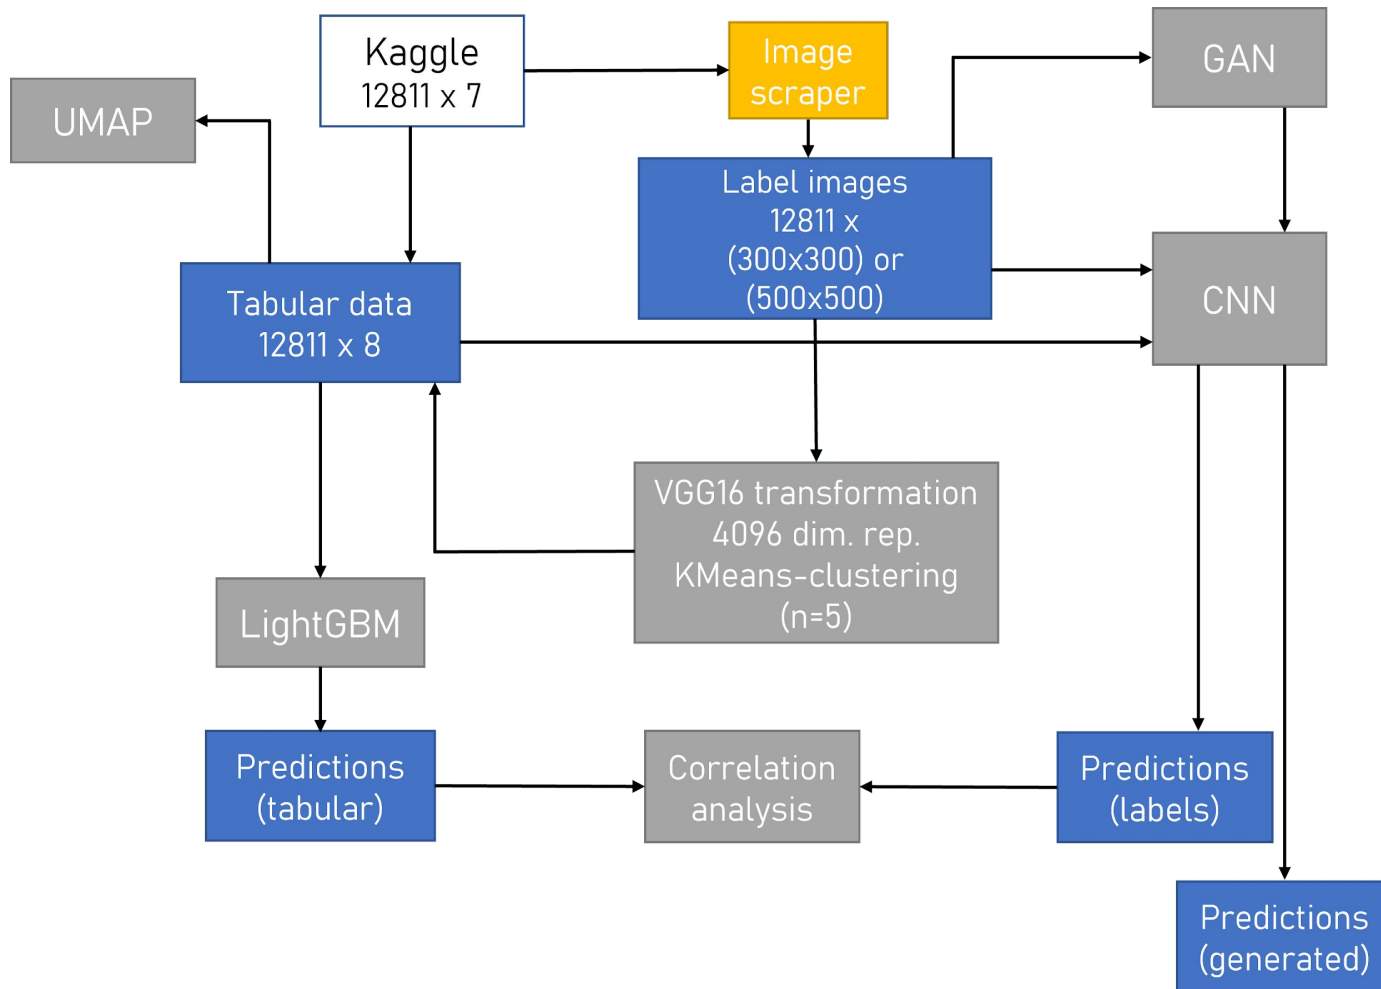 Kaggle
12811 x 7
Image
scraper
GAN
UMAP
Label images
12811 x
(300x300) or
(500x500)
Tabular data
12811 x 8
CNN
VGG16 transformation
4096 dim. rep.
KMeans-clustering
(n=5)
LightGBM
Predictions
(tabular)
Correlation
analysis
Predictions
(labels)
Predictions
(generated)